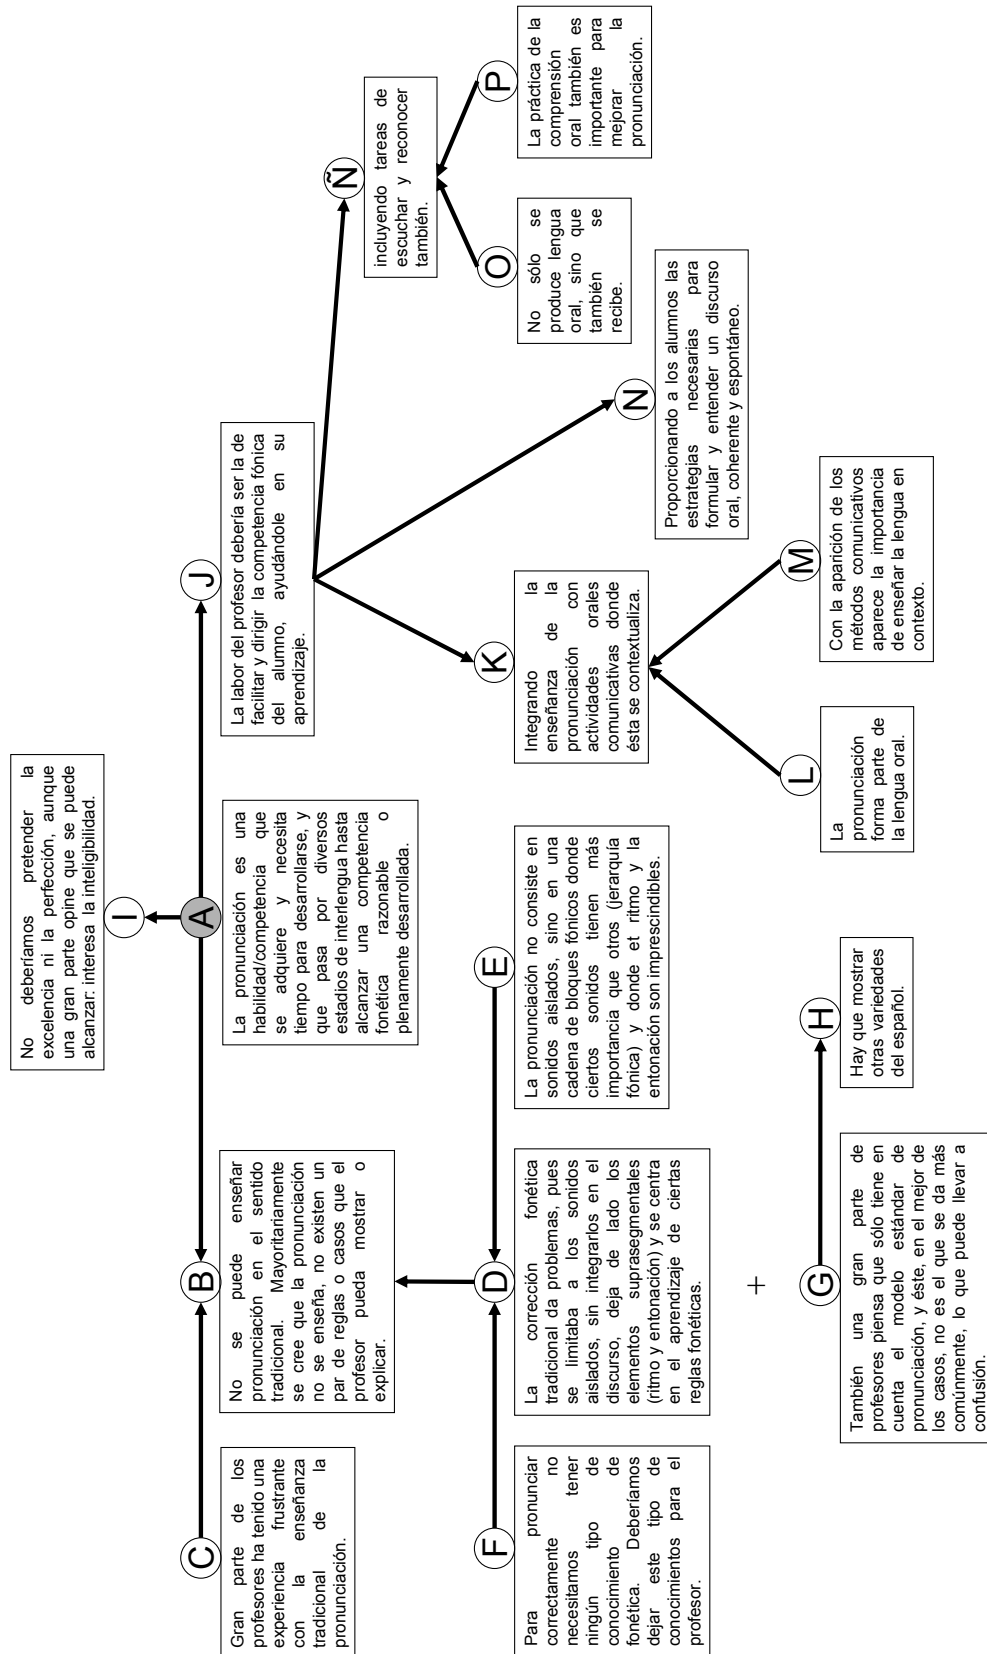 I
No deberíamos pretender la
excelencia ni la perfección, aunque
una gran parte opine que se puede
alcanzar: interesa la inteligibilidad.
C
Gran parte de los
profesores ha tenido una
experiencia frustrante
con la enseñanza
tradicional de la
pronunciación.
B
No se puede enseñar
pronunciación en el sentido
tradicional. Mayoritariamente
se cree que la pronunciación
no se enseña, no existen un
par de reglas o casos que el
profesor pueda mostrar o
explicar.
A
La pronunciación es una
habilidad/competencia que
se adquiere y necesita
tiempo para desarrollarse, y
que pasa por diversos
estadios de interlengua hasta
alcanzar una competencia
fonética razonable o
plenamente desarrollada.
J
La labor del profesor debería ser la de
facilitar y dirigir la competencia fónica
del alumno, ayudándole en su
aprendizaje.
Ñ
incluyendo tareas de
escuchar y reconocer
también.
F
Para pronunciar
correctamente no
necesitamos tener
ningún tipo de
conocimiento de
fonética. Deberíamos
dejar este tipo de
conocimientos para el
profesor.
D
La corrección fonética
tradicional da problemas, pues
se limitaba a los sonidos
aislados, sin integrarlos en el
discurso, deja de lado los
elementos suprasegmentales
(ritmo y entonación) y se centra
en el aprendizaje de ciertas
reglas fonéticas.
E
La pronunciación no consiste en
sonidos aislados, sino en una
cadena de bloques fónicos donde
ciertos sonidos tienen más
importancia que otros (jerarquía
fónica) y donde et ritmo y la
entonación son imprescindibles.
K
Integrando la
enseñanza de la
pronunciación con
actividades orales
comunicativas donde
ésta se contextualiza.
O
No sólo se
produce lengua
oral, sino que
también se
recibe.
P
La práctica de la
comprensión
oral también es
importante para
mejorar la
pronunciación.
N
Proporcionando a los alumnos las
estrategias necesarias para
formular y entender un discurso
oral, coherente y espontáneo.
+
G
También una gran parte de
profesores piensa que sólo tiene en
cuenta el modelo estándar de
pronunciación, y éste, en el mejor de
los casos, no es el que se da más
comúnmente, lo que puede llevar a
confusión.
H
Hay que mostrar
otras variedades
del español.
L
La
pronunciación
forma parte de
la lengua oral.
M
Con la aparición de los
métodos comunicativos
aparece la importancia
de enseñar la lengua en
contexto.